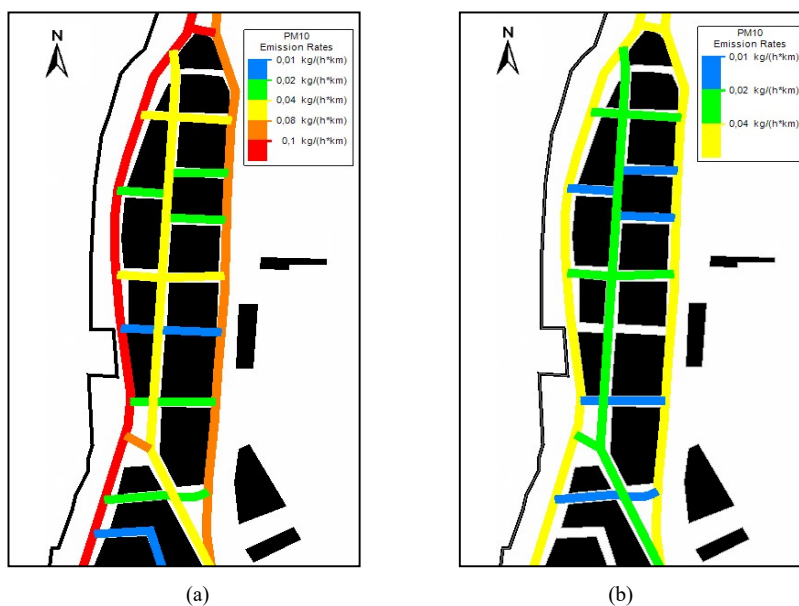 N
PM10
Emission Rates
0,01 kg/(h*km)
0,02 kg/(h*km)
0,04 kg/(h*km)
0,08 kg/(h*km)
0,1 kg/(h*km)
(a)
N
PM10
Emission Rates
0,01 kg/(h*km)
0,02 kg/(h*km)
0,04 kg/(h*km)
(b)